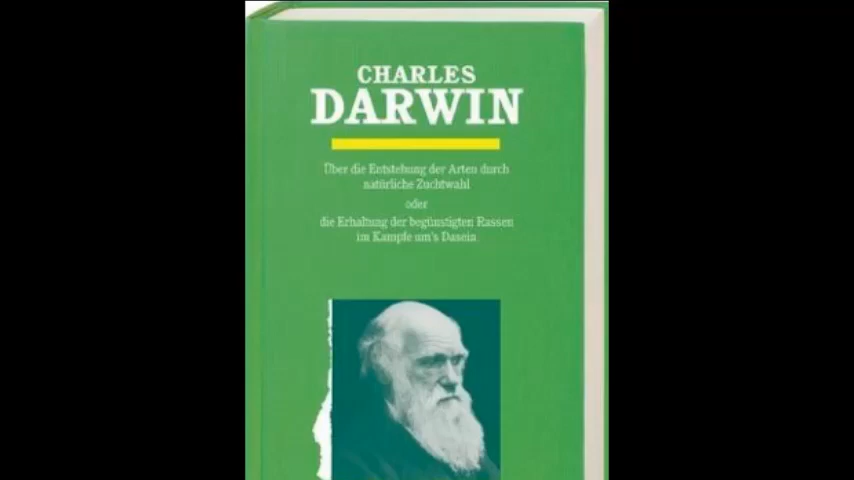 CHARLES
DARWIN
Über die Entstehung der Arten durch
natürliche Zuchtwahl
oder
die Erhaltung der begünstigten Rassen
im Kampfe um's Dasein